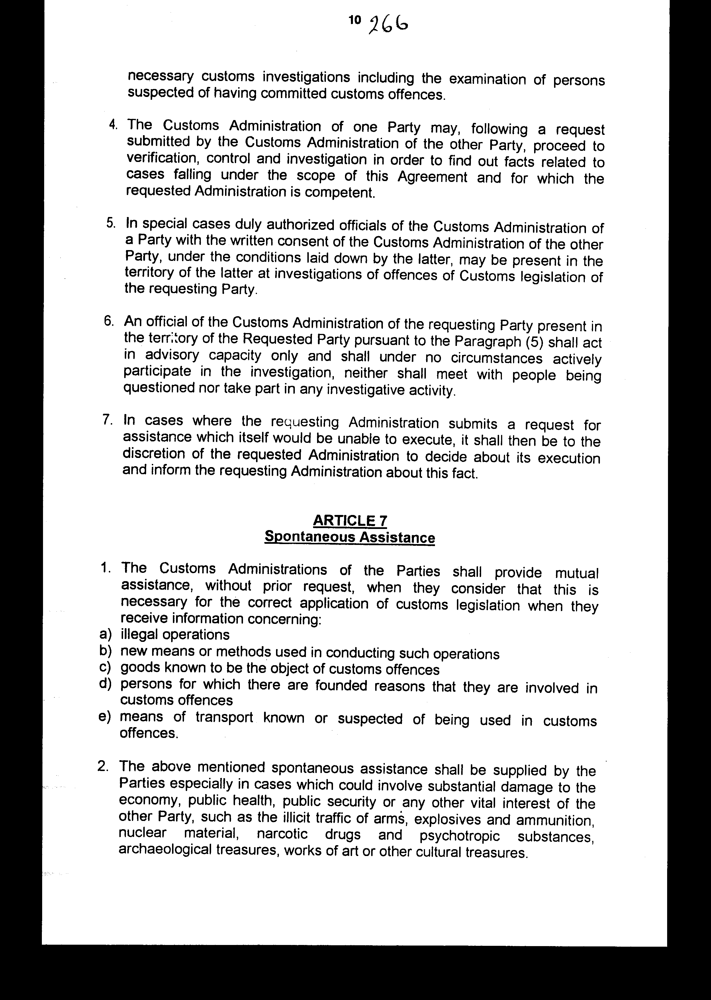 10 266
necessary customs investigations including the examination of persons
suspected of having committed customs offences.
4. The Customs Administration of one Party may, following a request
submitted by the Customs Administration of the other Party, proceed to
verification, control and investigation in order to find out facts related to
cases falling under the scope of this Agreement and for which the
requested Administration is competent.
5. In special cases duly authorized officials of the Customs Administration of
a Party with the written consent of the Customs Administration of the other
Party, under the conditions laid down by the latter, may be present in the
territory of the latter at investigations of offences of Customs legislation of
the requesting Party.
6. An official of the Customs Administration of the requesting Party present in
the territory of the Requested Party pursuant to the Paragraph (5) shall act
in advisory capacity only and shall under no circumstances actively
participate in the investigation, neither shall meet with people being
questioned nor take part in any investigative activity.
7. In cases where the requesting Administration submits a request for
assistance which itself would be unable to execute, it shall then be to the
discretion of the requested Administration to decide about its execution
and inform the requesting Administration about this fact.
ARTICLE 7
Spontaneous Assistance
1. The Customs Administrations of the Parties shall provide mutual
assistance, without prior request, when they consider that this is
necessary for the correct application of customs legislation when they
receive information concerning:
a) illegal operations
b) new means or methods used in conducting such operations
c) goods known to be the object of customs offences
d) persons for which there are founded reasons that they are involved in
customs offences
e) means of transport known or suspected of being used in customs
offences.
2. The above mentioned spontaneous assistance shall be supplied by the
Parties especially in cases which could involve substantial damage to the
economy, public health, public security or any other vital interest of the
other Party, such as the illicit traffic of arms, explosives and ammunition,
nuclear material, narcotic drugs and psychotropic substances,
archaeological treasures, works of art or other cultural treasures.